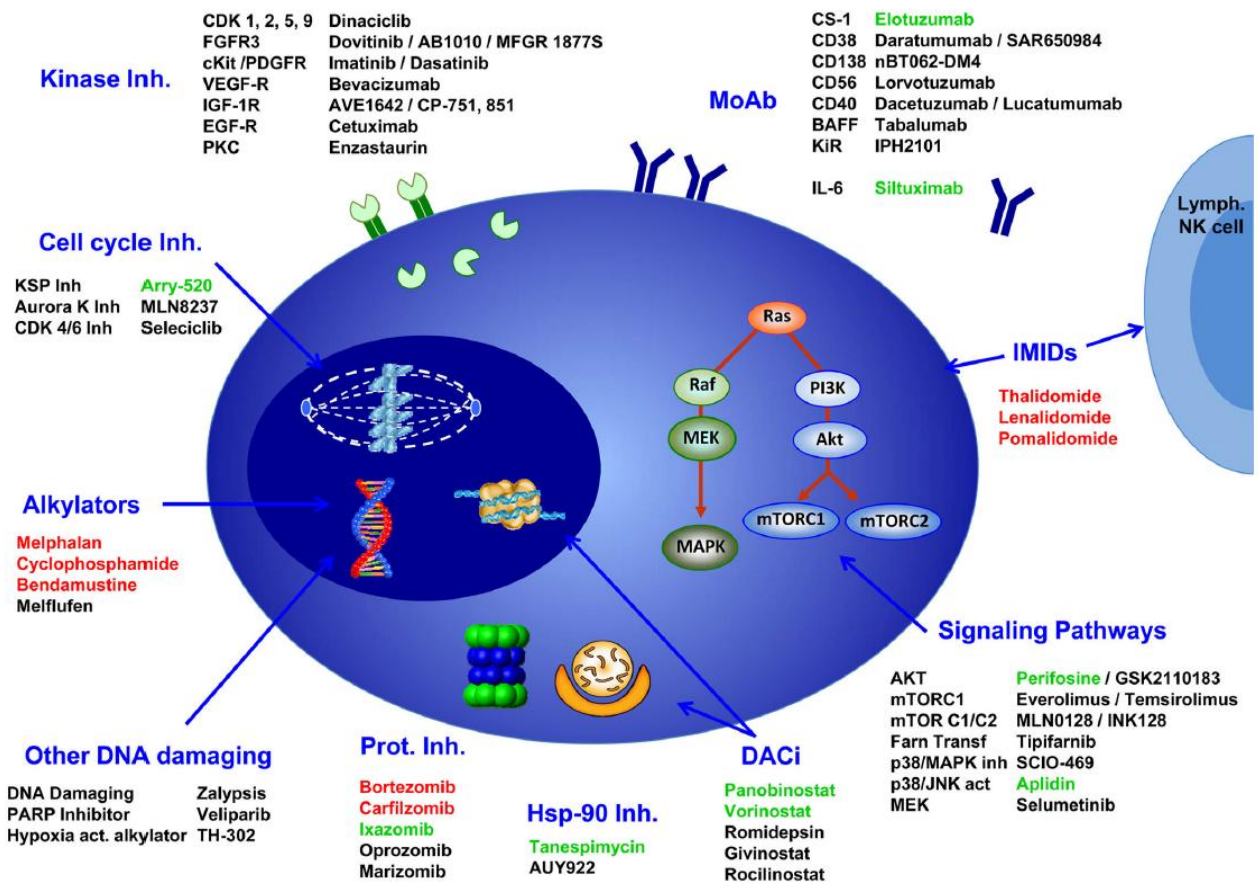 Kinase Inh.
CDK 1, 2, 5, 9 Dinaciclib
FGFR3 Dovitinib / AB1010 / MFGR 1877S
cKit /PDGFR Imatinib / Dasatinib
VEGF-R Bevacizumab
IGF-1R AVE1642 / CP-751, 851
EGF-R Cetuximab
PKC Enzastaurin
MoAb
CS-1 Elotuzumab
CD38 Daratumumab / SAR650984
CD138 nBT062-DM4
CD56 Lorvotuzumab
CD40 Dacetuzumab / Lucatumumab
BAFF Tabalumab
KiR IPH2101
IL-6 Siltuximab
Lymph.
NK cell
Cell cycle Inh.
KSP Inh Arry-520
Aurora K Inh MLN8237
CDK 4/6 Inh Seleciclib
Ras
Raf
PI3K
MEK
Akt
mTORC1
mTORC2
MAPK
IMIDs
Thalidomide
Lenalidomide
Pomalidomide
Alkylators
Melphalan
Cyclophosphamide
Bendamustine
Melflufen
Signaling Pathways
AKT Perifosine / GSK2110183
mTORC1 Everolimus / Temsirolimus
mTOR C1/C2 MLN0128 / INK128
Farn Transf Tipifarnib
p38/MAPK inh SCIO-469
p38/JNK act Aplidin
MEK Selumetinib
Other DNA damaging
DNA Damaging Zalypsis
PARP Inhibitor Veliparib
Hypoxia act. alkylator TH-302
Prot. Inh.
Bortezomib
Carfilzomib
Ixazomib
Oprozomib
Marizomib
Hsp-90 Inh.
Tanespimycin
AUY922
DACi
Panobinostat
Vorinostat
Romidepsin
Givinostat
Rocilinostat